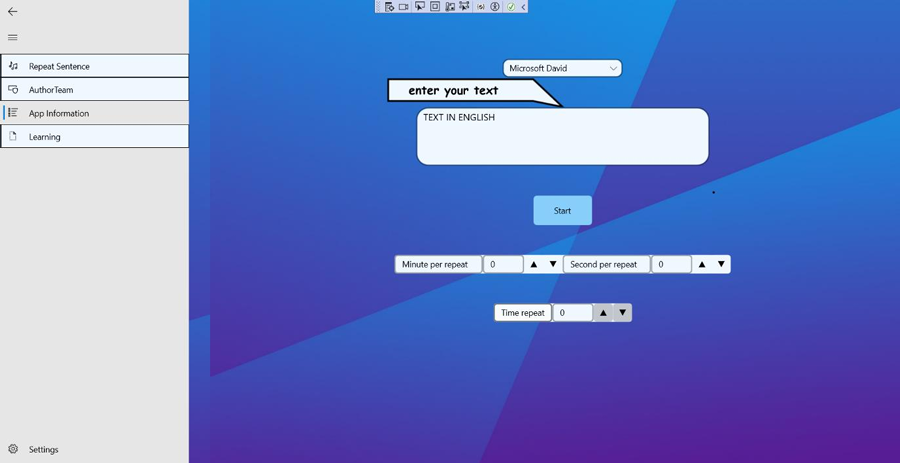 Repeat Sentence
AuthorTeam
App Information
Learning
Settings
Microsoft David
enter your text
TEXT IN ENGLISH
Start
Minute per repeat 0 ▲ ▼ Second per repeat 0 ▲ ▼
Time repeat 0 ▲ ▼